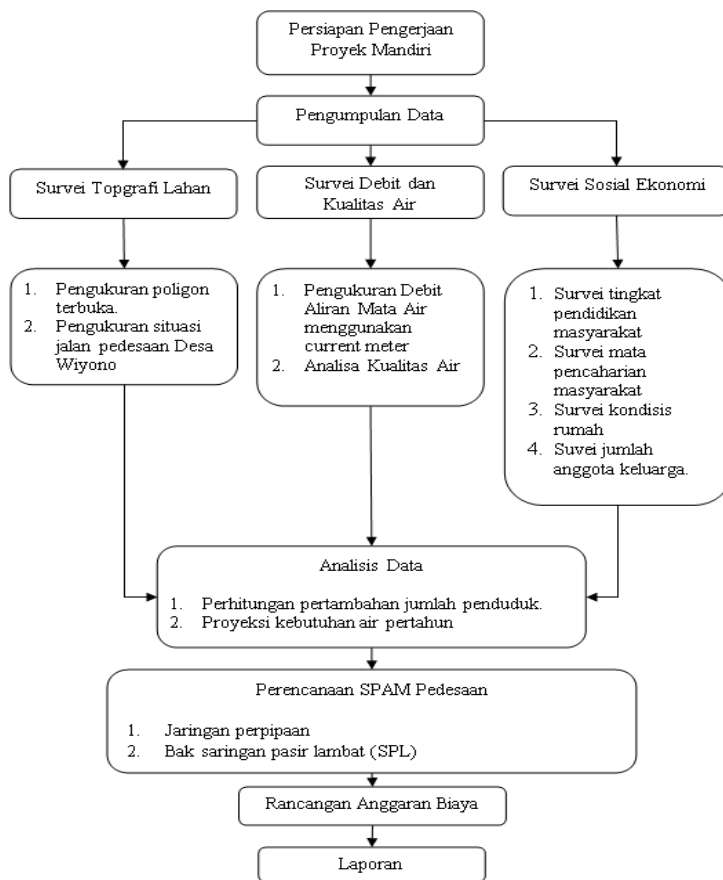 Persiapan Pengerjaan
Proyek Mandiri
Pengumpulan Data
Survei Topgrafi Lahan
Survei Debit dan
Kualitas Air
Survei Sosial Ekonomi
1. Pengukuran poligon
terbuka.
2. Pengukuran situasi
jalan pedesaan Desa
Wiyono
1. Pengukuran Debit
Aliran Mata Air
menggunakan
current meter
2. Analisa Kualitas Air
1. Survei tingkat
pendidikan
masyarakat
2. Survei mata
pencaharian
masyarakat
3. Survei kondisis
rumah
4. Suvei jumlah
anggota keluarga.
Analisis Data
1. Perhitungan pertambahan jumlah penduduk.
2. Proyeksi kebutuhan air pertahun
Perencanaan SPAM Pedesaan
1. Jaringan perpipaan
2. Bak saringan pasir lambat (SPL)
Rancangan Anggaran Biaya
Laporan